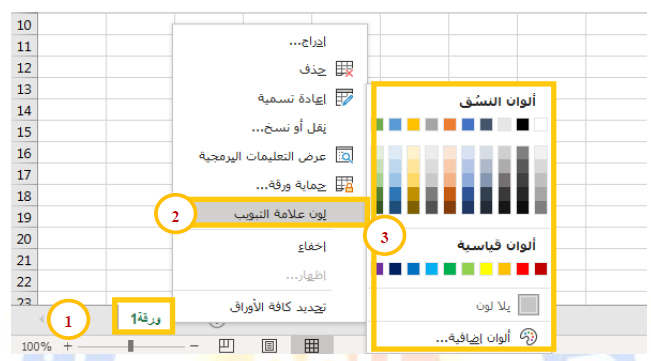 10
11
12
13
14
15
16
17
18
19
20
21
22
23
إدراج...
حذف
إعادة تسمية
نقل أو نسخ...
عرض التعليمات البرمجية
حماية ورقة...
لون علامة التبويب
إخفاء
إظهار...
تحديد كافة الأوراق
ألوان النسُق
ألوان قياسية
بلا لون
ألوان إضافية...
1
2
3
ورقة1
100%